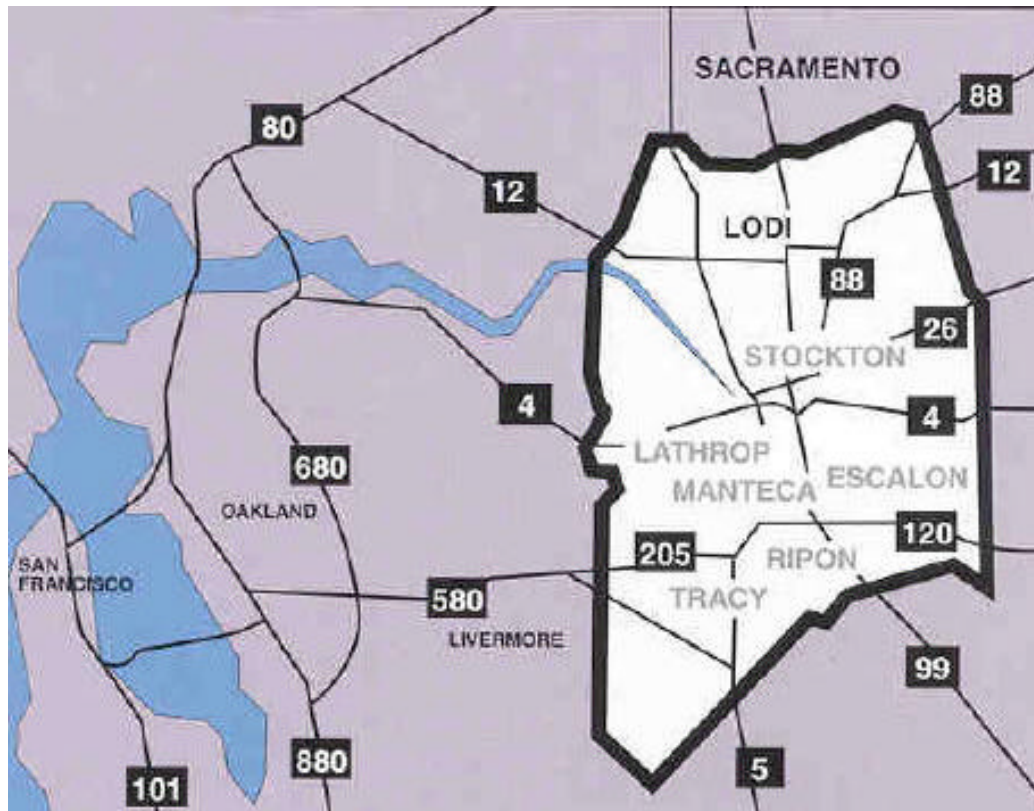 SACRAMENTO
88
80
12
12
LODI
88
26
STOCKTON
4
4
LATHROP
680
ESCALON
MANTECA
OAKLAND
120
205
RIPON
SAN
FRANCISCO
580
TRACY
LIVERMORE
99
880
5
101